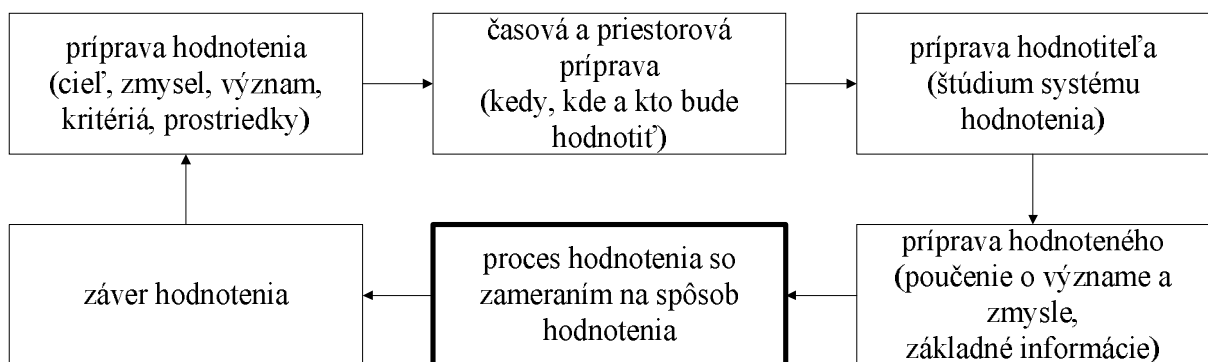 príprava hodnotenia
(cieľ, zmysel, význam,
kritériá, prostriedky)
časová a priestorová
príprava
(kedy, kde a kto bude
hodnotiť)
príprava hodnotiteľa
(štúdium systému
hodnotenia)
príprava hodnoteného
(poučenie o význame a
zmysle,
základné informácie)
proces hodnotenia so
zameraním na spôsob
hodnotenia
záver hodnotenia